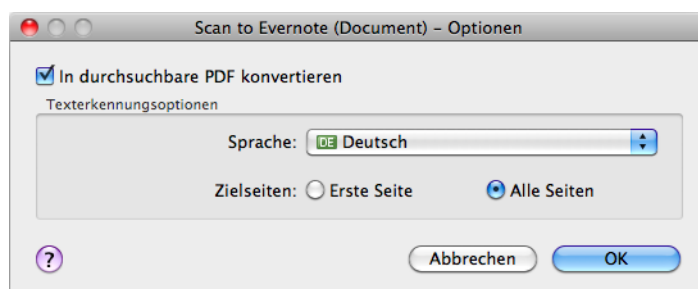 Scan to Evernote (Document) – Optionen
In durchsuchbare PDF konvertieren
Texterkennungsoptionen
Sprache: DE Deutsch
Zielseiten: Erste Seite Alle Seiten
? Abbrechen OK